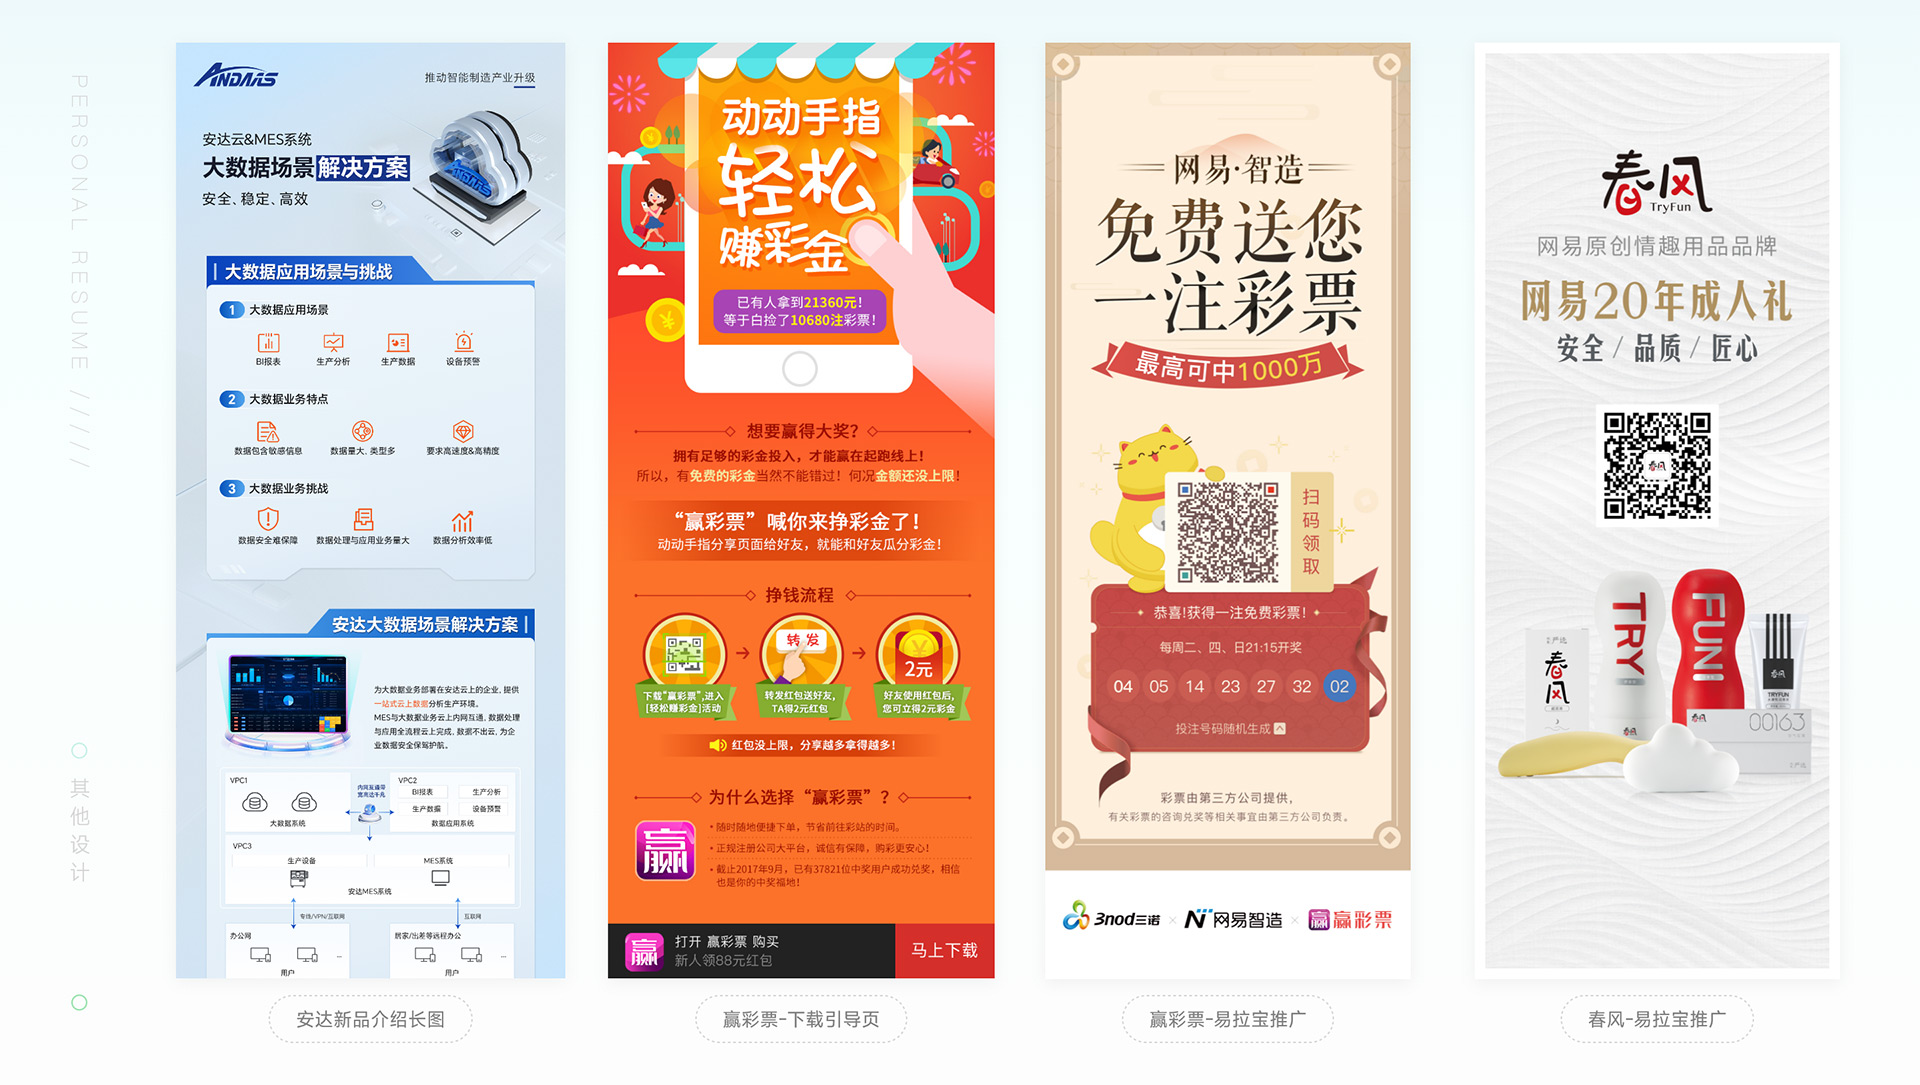 PERSONAL RESUME /////
其他设计
ANDAAS
推动智能制造产业升级
安达云&MES系统
大数据场景解决方案
安全、稳定、高效
大数据应用场景与挑战
1 大数据应用场景
BI报表 生产分析 生产数据 设备预警
2 大数据业务特点
数据包含敏感信息 数据量大、类型多 要求高速度&高精度
3 大数据业务挑战
数据安全难保障 数据处理与应用业务量大 数据分析效率低
安达大数据场景解决方案
为大数据业务部署在安达云上的企业，提供
一站式云上数据分析生产环境。
MES与大数据业务云上内网互通，数据处理
与应用全流程云上完成，数据不出云，为企
业数据安全保驾护航。
VPC1
大数据系统
内网互通带
宽高达千兆
VPC2
BI报表 生产分析
生产数据 设备预警
数据应用系统
VPC3
生产设备 MES系统
安达MES系统
专线/VPN/互联网 互联网
办公网 居家/出差等远程办公
用户 用户
安达新品介绍长图
动动手指
轻松
赚彩金
已有人拿到21360元！
等于白捡了10680注彩票！
想要赢得大奖？
拥有足够的彩金投入，才能赢在起跑线上！
所以，有免费的彩金当然不能错过！何况金额还没上限！
“赢彩票”喊你来挣彩金了！
动动手指分享页面给好友，就能和好友瓜分彩金！
挣钱流程
转发
2元
下载“赢彩票”,进入
[轻松赚彩金]活动
转发红包送好友,
TA得2元红包
好友使用红包后,
您可立得2元彩金
红包没上限，分享越多拿得越多！
为什么选择“赢彩票”？
赢
• 随时随地便捷下单，节省前往彩站的时间。
• 正规注册公司大平台，诚信有保障，购彩更安心！
• 截止2017年9月，已有37821位中奖用户成功兑奖，相信
也是你的中奖福地！
赢
打开 赢彩票 购买
新人领88元红包
马上下载
赢彩票-下载引导页
网易·智造
免费送您
一注彩票
最高可中1000万
扫码领取
恭喜!获得一注免费彩票!
每周二、四、日21:15开奖
04 05 14 23 27 32 02
投注号码随机生成
彩票由第三方公司提供，
有关彩票的咨询兑奖等相关事宜由第三方公司负责。
3nod三诺 × N网易智造 × 赢 赢彩票
赢彩票-易拉宝推广
春风
TryFun
网易原创情趣用品品牌
网易20年成人礼
安全 / 品质 / 匠心
春风
TRY
FUN!
春风
春风
TRYFUN
春风
00163
春风-易拉宝推广